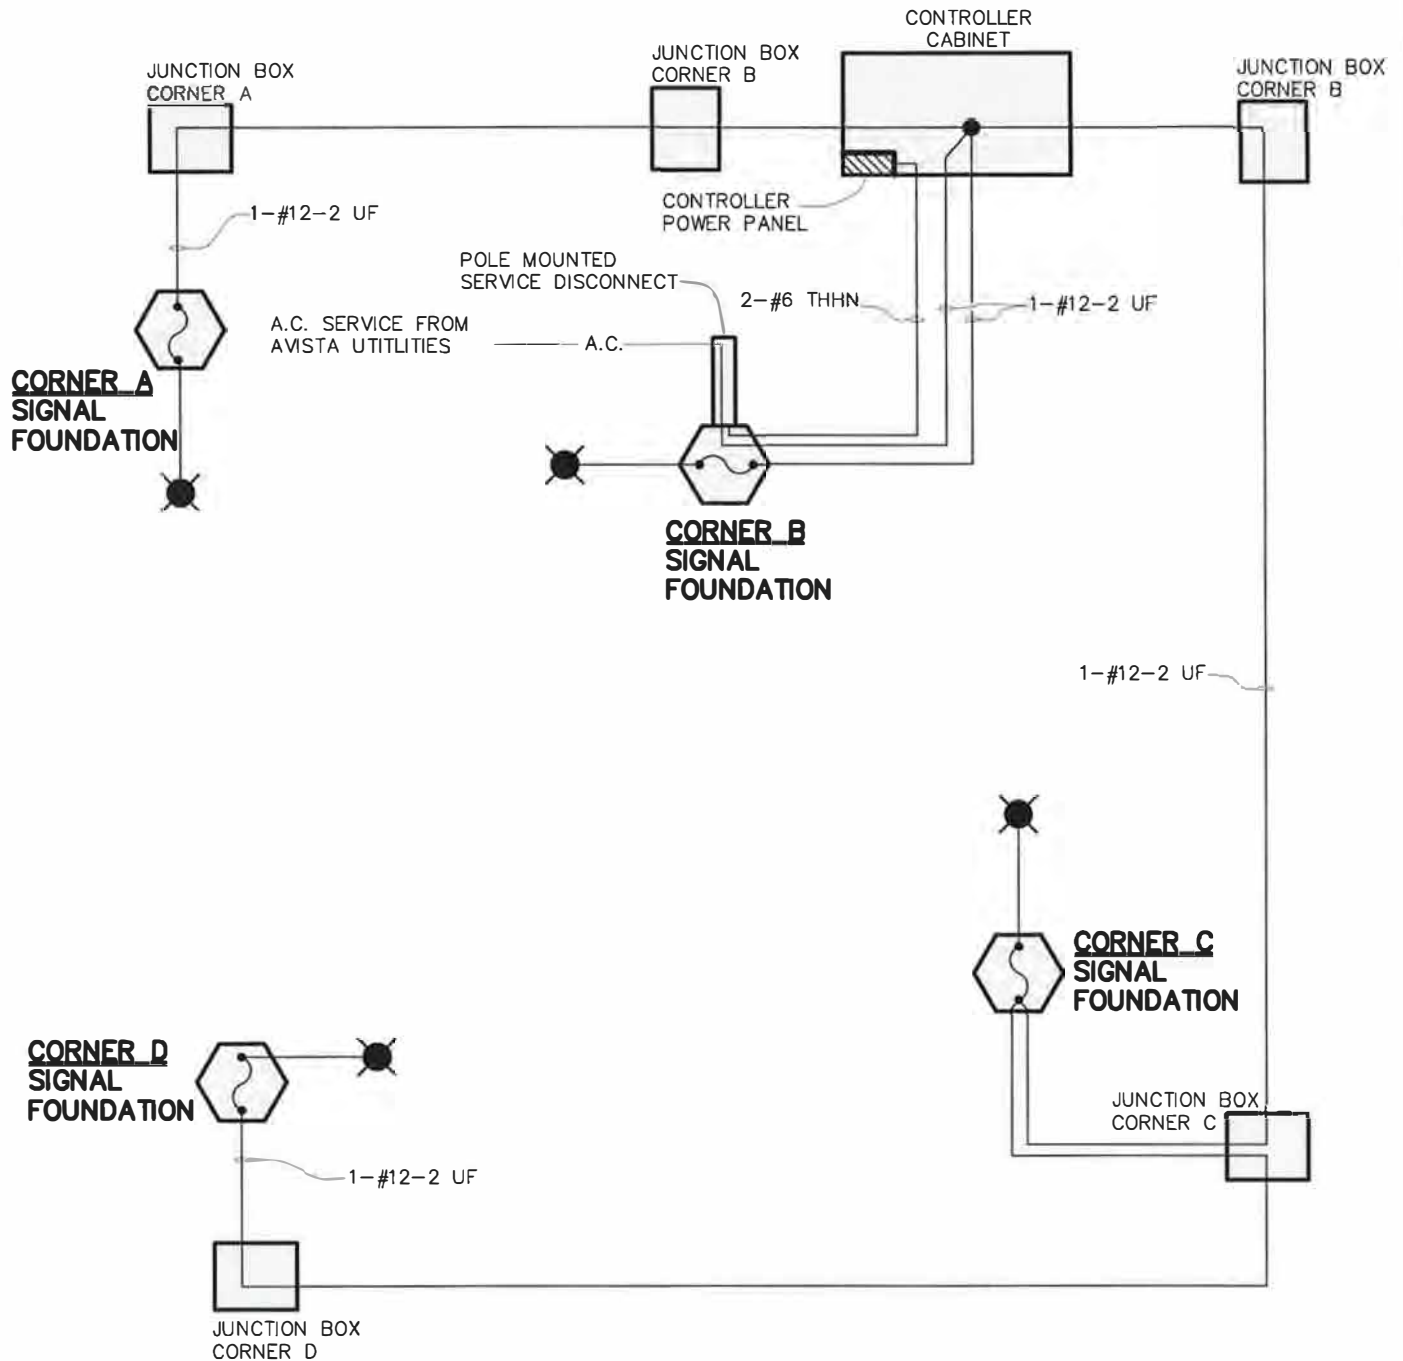 CONTROLLER
CABINET
JUNCTION BOX
CORNER B
JUNCTION BOX
CORNER A
JUNCTION BOX
CORNER B
1-#12-2 UF
CONTROLLER
POWER PANEL
POLE MOUNTED
SERVICE DISCONNECT
2-#6 THHN
1-#12-2 UF
A.C. SERVICE FROM
AVISTA UTITLITIES
A.C.
CORNER A
SIGNAL
FOUNDATION
CORNER B
SIGNAL
FOUNDATION
1-#12-2 UF
CORNER C
SIGNAL
FOUNDATION
CORNER D
SIGNAL
FOUNDATION
JUNCTION BOX
CORNER C
1-#12-2 UF
JUNCTION BOX
CORNER D